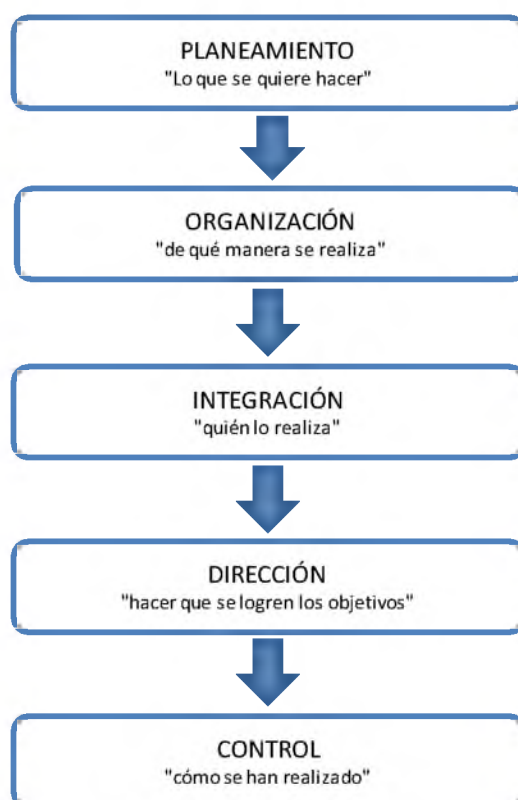 PLANEAMIENTO
"Lo que se quiere hacer"
ORGANIZACIÓN
"de qué manera se realiza"
INTEGRACIÓN
"quién lo realiza"
DIRECCIÓN
"hacer que se logren los objetivos"
CONTROL
"cómo se han realizado"